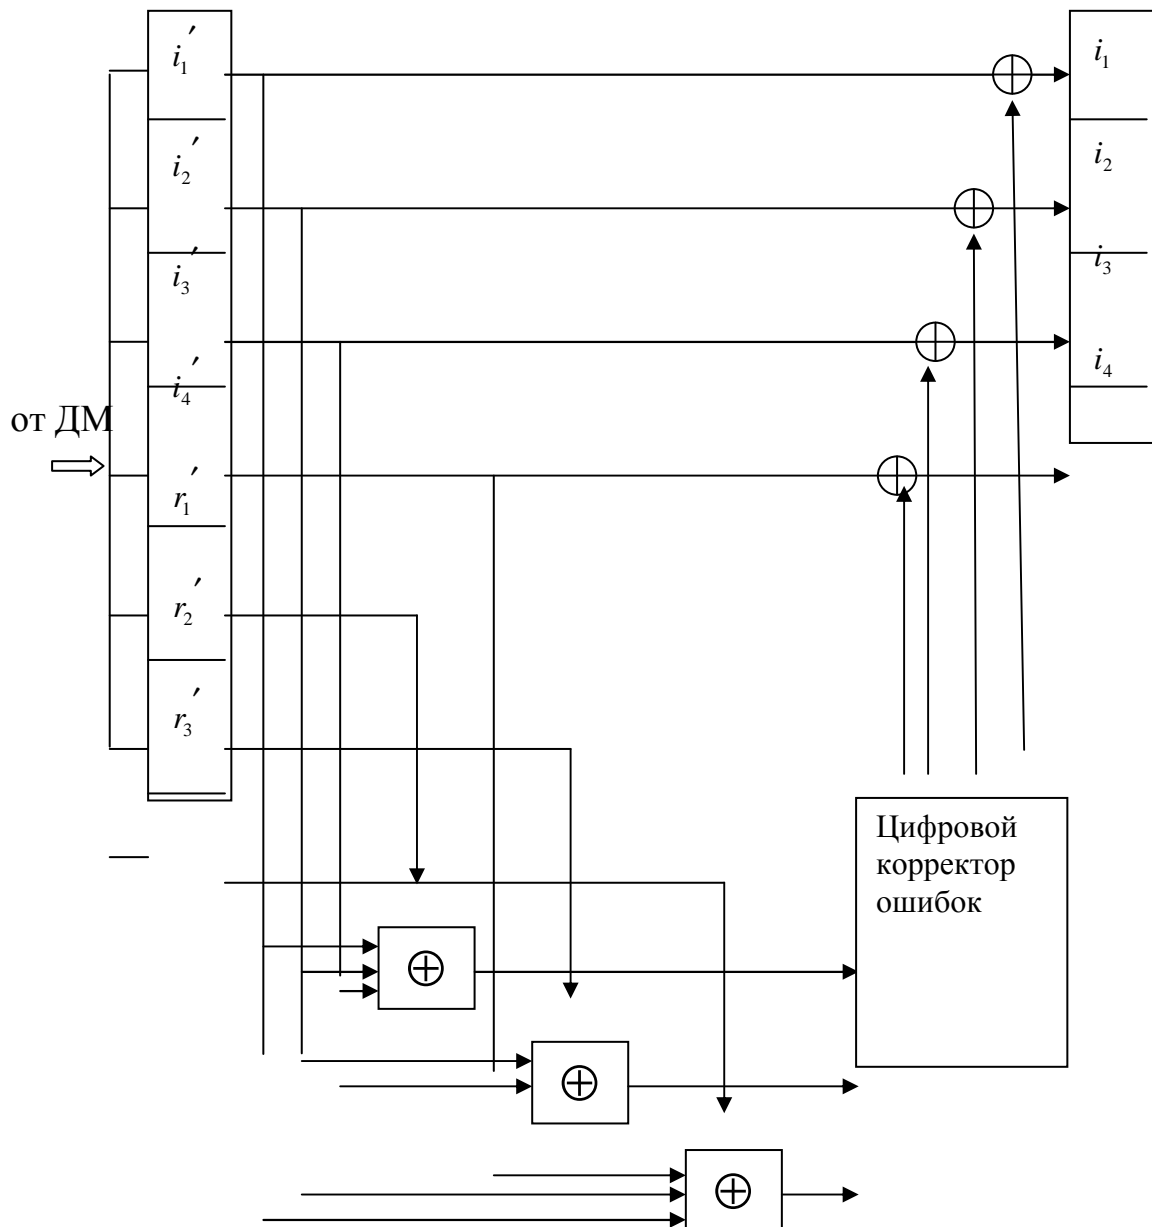 i₁′
i₂′
i₃′
i₄′
r₁′
r₂′
r₃′
от ДМ
i₁
i₂
i₃
i₄
Цифровой
корректор
ошибок